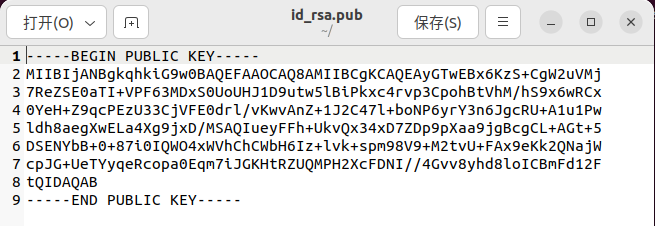 打开(O)
id_rsa.pub
~/
保存(S)
1 -----BEGIN PUBLIC KEY-----
2 MIIBIjANBgkqhkiG9w0BAQEFAAOCAQ8AMIIBCgKCAQEAyGTwEBx6KzS+CgW2uVMj
3 7ReZSE0aTI+VPF63MDxS0UoUHJ1D9utw5lBiPkxc4rvp3CpohBtVhM/hS9x6wRCx
4 0YeH+Z9qcPEzU33CjVFE0drl/vKwvAnZ+1J2C47l+boNP6yrY3n6JgcRU+A1u1Pw
5 ldh8aegXwELa4Xg9jxD/MSAQIueyFFh+UkvQx34xD7ZDp9pXaa9jgBcgCL+AGt+5
6 DSENYbB+0+87i0IQWO4xWVhChCWbH6Iz+lvk+spm98V9+M2tvU+FAx9eKk2QNajW
7 cpJG+UeTYyqeRcopa0Eqm7iJGKHtRZUQMPH2XcFDNI//4Gvv8yhd8loICBmFd12F
8 tQIDAQAB
9 -----END PUBLIC KEY-----